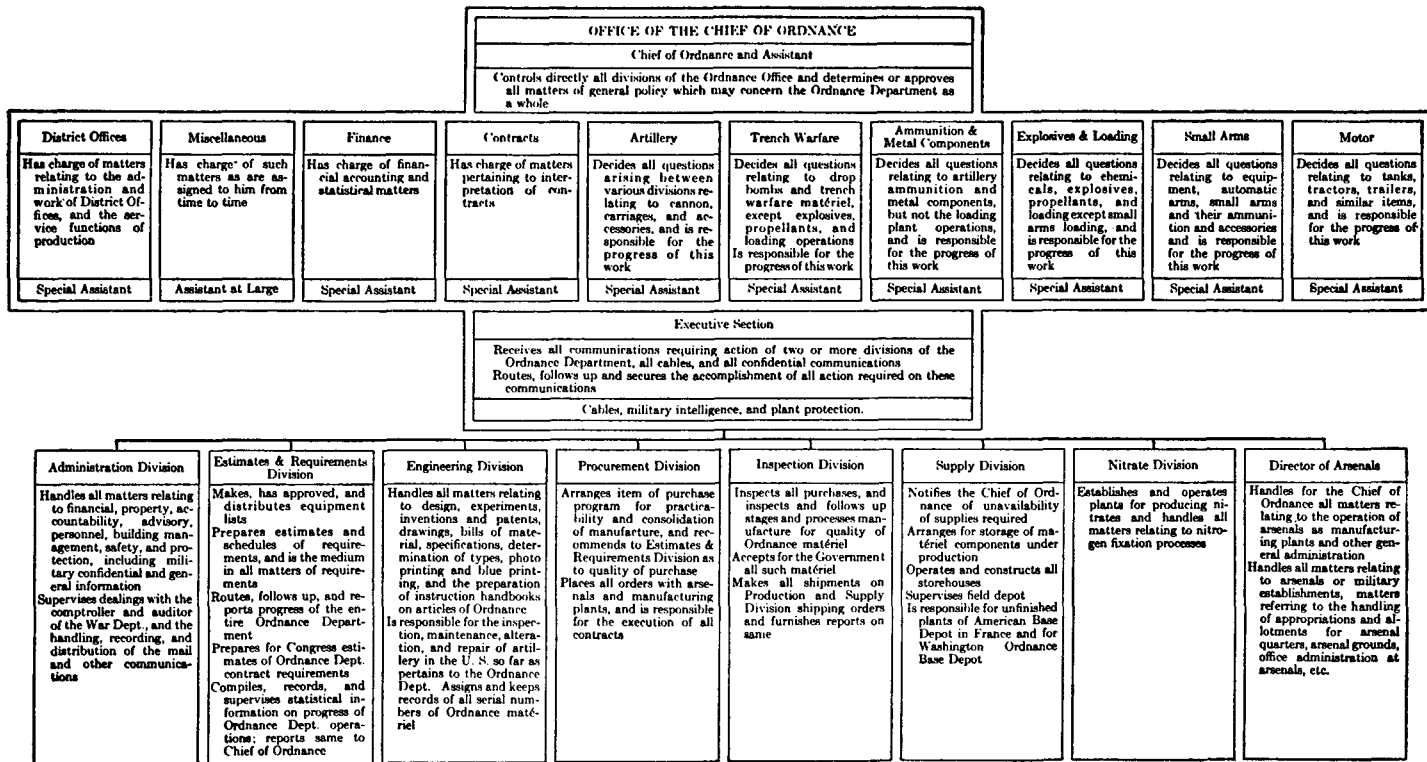 OFFICE OF THE CHIEF OF ORDNANCE
Chief of Ordnance and Assistant
Controls directly all divisions of the Ordnance Office and determines or approves
all matters of general policy which may concern the Ordnance Department as
a whole
District Offices
Has charge of matters
relating to the ad-
ministration and
work of District Of-
fices, and the ser-
vice functions of
production
Special Assistant
Miscellaneous
Has charge of such
matters as are as-
signed to him from
time to time
Assistant at Large
Finance
Has charge of finan-
cial accounting and
statistical matters
Special Assistant
Contracts
Has charge of matters
pertaining to inter-
pretation of con-
tracts
Special Assistant
Artillery
Decides all questions
arising between
various divisions re-
lating to cannon,
carriages, and ac-
cessories, and is re-
sponsible for the
progress of this
work
Special Assistant
Trench Warfare
Decides all questions
relating to drop
bombs and trench
warfare matériel,
except explosives,
propellants, and
loading operations
Is responsible for the
progress of this work
Special Assistant
Ammunition &
Metal Components
Decides all questions
relating to artillery
ammunition and
metal components,
but not the loading
plant operations,
and is responsible
for the progress of
this work
Special Assistant
Explosives & Loading
Decides all questions
relating to chemi-
cals, explosives,
propellants, and
loading except small
arms loading, and
is responsible for the
progress of this
work
Special Assistant
Small Arms
Decides all questions
relating to equip-
ment, automatic
arms, small arms
and their ammuni-
tion and accessories
and is responsible
for the progress of
this work
Special Assistant
Motor
Decides all questions
relating to tanks,
tractors, trailers,
and similar items,
and is responsible
for the progress of
this work
Special Assistant
Executive Section
Receives all communications requiring action of two or more divisions of the
Ordnance Department, all cables, and all confidential communications
Routes, follows up and secures the accomplishment of all action required on these
communications
Cables, military intelligence, and plant protection.
Administration Division
Handles all matters relating
to financial, property, ac-
countability, advisory,
personnel, building man-
agement, safety, and pro-
tection, including mili-
tary confidential and gen-
eral information
Supervises dealings with the
comptroller and auditor
of the War Dept., and the
handling, recording, and
distribution of the mail
and other communica-
tions
Estimates & Requirements
Division
Makes, has approved, and
distributes equipment
lists
Prepares estimates and
schedules of require-
ments, and is the medium
in all matters of require-
ments
Routes, follows up, and re-
ports progress of the en-
tire Ordnance Depart-
ment
Prepares for Congress esti-
mates of Ordnance Dept.
contract requirements
Compiles, records, and
supervises statistical in-
formation on progress of
Ordnance Dept. opera-
tions; reports same to
Chief of Ordnance
Engineering Division
Handles all matters relating
to design, experiments,
inventions and patents,
drawings, bills of mate-
rial, specifications, deter-
mination of types, photo
printing and blue print-
ing, and the preparation
of instruction handbooks
on articles of Ordnance
Is responsible for the inspec-
tion, maintenance, altera-
tion, and repair of artil-
lery in the U. S. so far as
pertains to the Ordnance
Dept. Assigns and keeps
records of all serial num-
bers of Ordnance maté-
riel
Procurement Division
Arranges item of purchase
program for practica-
bility and consolidation
of manufacture, and rec-
ommends to Estimates &
Requirements Division as
to quality of purchase
Places all orders with arse-
nals and manufacturing
plants, and is responsible
for the execution of all
contracts
Inspection Division
Inspects all purchases, and
inspects and follows up
stages and processes man-
ufacture for quality of
Ordnance matériel
Accepts for the Government
all such matériel
Makes all shipments on
Production and Supply
Division shipping orders
and furnishes reports on
same
Supply Division
Notifies the Chief of Ord-
nance of unavailability
of supplies required
Arranges for storage of ma-
tériel components under
production
Operates and constructs all
storehouses
Supervises field depot
Is responsible for unfinished
plants of American Base
Depot in France and for
Washington Ordnance
Base Depot
Nitrate Division
Establishes and operates
plants for producing ni-
trates and handles all
matters relating to nitro-
gen fixation processes
Director of Arsenals
Handles for the Chief of
Ordnance all matters re-
lating to the operation of
arsenals as manufactur-
ing plants and other gen-
eral administration
Handles all matters relating
to arsenals or military
establishments, matters
referring to the handling
of appropriations and al-
lotments for arsenal
quarters, arsenal grounds,
office administration at
arsenals, etc.